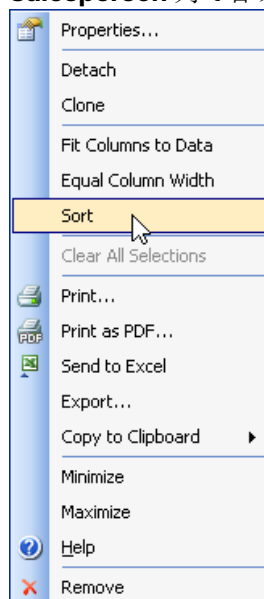 Properties...
Detach
Clone
Fit Columns to Data
Equal Column Width
Sort
Clear All Selections
Print...
Print as PDF...
Send to Excel
Export...
Copy to Clipboard
Minimize
Maximize
Help
Remove